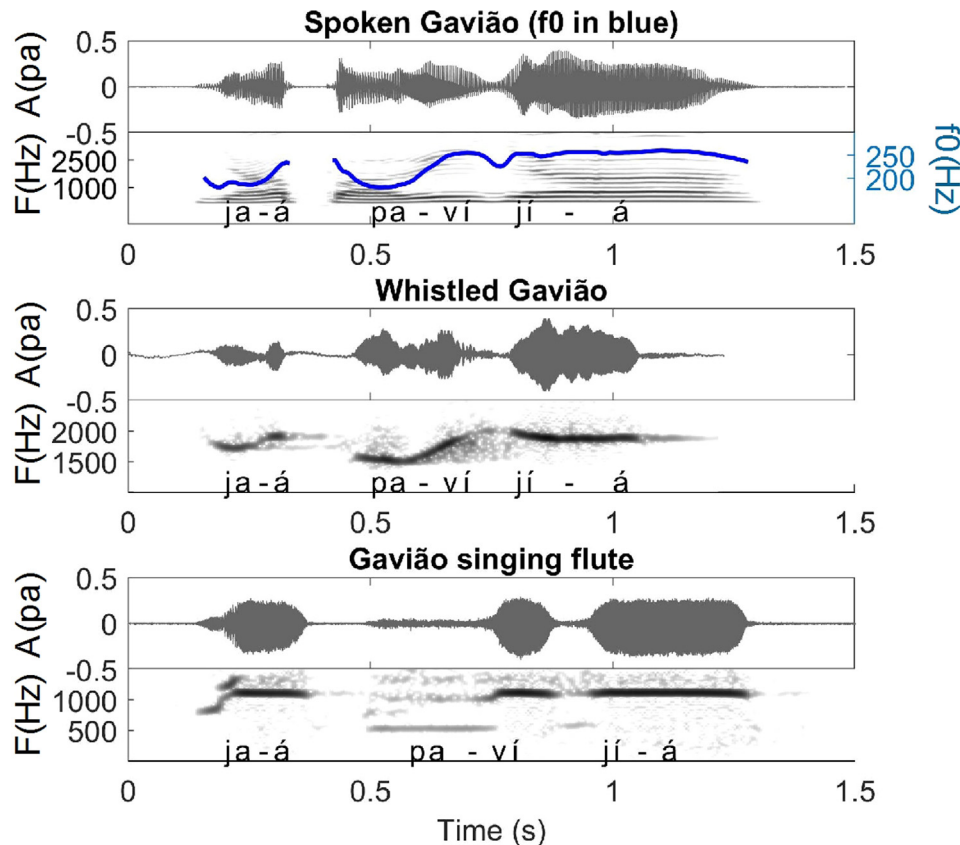 Spoken Gavião (f0 in blue)
A(pa)
0.5
0
-0.5
F(Hz)
2500
1000
f0(Hz)
250
200
ja-á pa - ví jí - á
0 0.5 1 1.5
Whistled Gavião
A(pa)
0.5
0
-0.5
F(Hz)
2000
1500
ja-á pa - ví jí - á
0 0.5 1 1.5
Gavião singing flute
A(pa)
0.5
0
-0.5
F(Hz)
1000
500
ja-á pa - ví jí - á
0 0.5 1 1.5
Time (s)